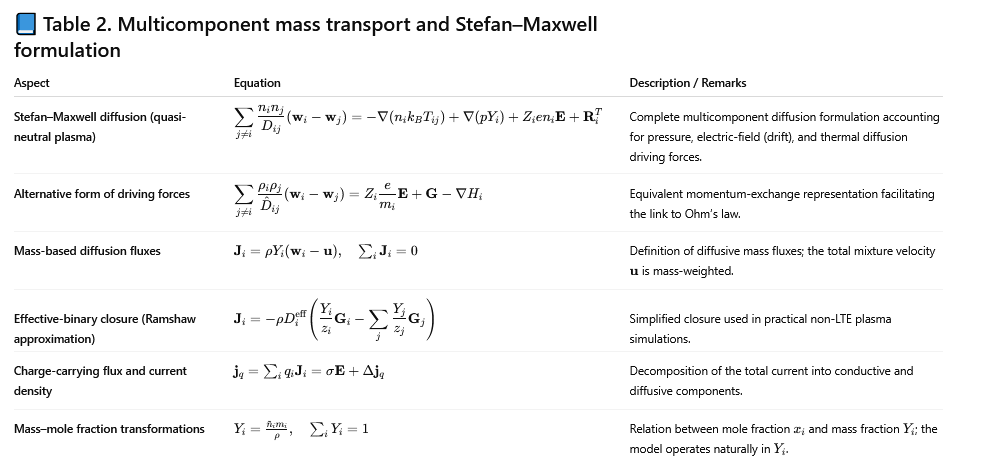 📘 Table 2. Multicomponent mass transport and Stefan–Maxwell
formulation
Aspect	Equation	Description / Remarks
Stefan–Maxwell diffusion (quasi-
neutral plasma)
$\sum_{j \neq i} \frac{n_i n_j}{D_{ij}} (\mathbf{w}_i - \mathbf{w}_j) = -\nabla(n_i k_B T_{ij}) + \nabla(p Y_i) + Z_i e n_i \mathbf{E} + \mathbf{R}_i^T$
Complete multicomponent diffusion formulation accounting
for pressure, electric-field (drift), and thermal diffusion
driving forces.
Alternative form of driving forces
$\sum_{j \neq i} \frac{\rho_i \rho_j}{\hat{D}_{ij}} (\mathbf{w}_i - \mathbf{w}_j) = Z_i \frac{e}{m_i} \mathbf{E} + \mathbf{G} - \nabla H_i$
Equivalent momentum-exchange representation facilitating
the link to Ohm's law.
Mass-based diffusion fluxes
$\mathbf{J}_i = \rho Y_i (\mathbf{w}_i - \mathbf{u}), \quad \sum_i \mathbf{J}_i = 0$
Definition of diffusive mass fluxes; the total mixture velocity
$\mathbf{u}$ is mass-weighted.
Effective-binary closure (Ramshaw
approximation)
$\mathbf{J}_i = -\rho D_i^{\text{eff}} \left( \frac{Y_i}{z_i} \mathbf{G}_i - \sum_j \frac{Y_j}{z_j} \mathbf{G}_j \right)$
Simplified closure used in practical non-LTE plasma
simulations.
Charge-carrying flux and current
density
$\mathbf{j}_q = \sum_i q_i \mathbf{J}_i = \sigma \mathbf{E} + \Delta \mathbf{j}_q$
Decomposition of the total current into conductive and
diffusive components.
Mass–mole fraction transformations
$Y_i = \frac{\tilde{n}_i m_i}{\rho}, \quad \sum_i Y_i = 1$
Relation between mole fraction $x_i$ and mass fraction $Y_i$; the
model operates naturally in $Y_i$.